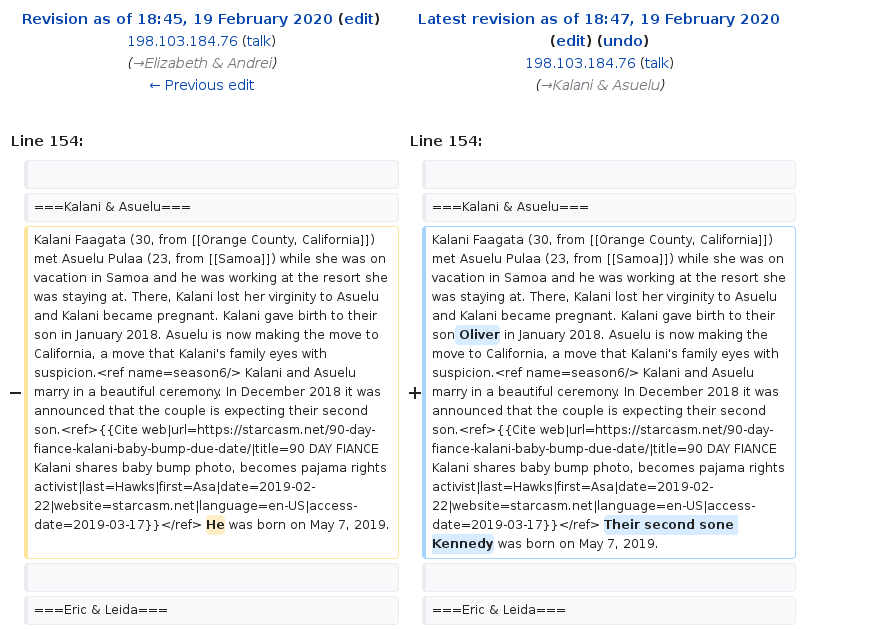 Revision as of 18:45, 19 February 2020 (edit)
198.103.184.76 (talk)
(→Elizabeth & Andrei)
← Previous edit
Latest revision as of 18:47, 19 February 2020
(edit) (undo)
198.103.184.76 (talk)
(→Kalani & Asuelu)
Line 154:
Line 154:
===Kalani & Asuelu===
===Kalani & Asuelu===
−
Kalani Faagata (30, from [[Orange County, California]])
met Asuelu Pulaa (23, from [[Samoa]]) while she was on
vacation in Samoa and he was working at the resort she
was staying at. There, Kalani lost her virginity to Asuelu
and Kalani became pregnant. Kalani gave birth to their
son in January 2018. Asuelu is now making the move to
California, a move that Kalani's family eyes with
suspicion.<ref name=season6/> Kalani and Asuelu
marry in a beautiful ceremony. In December 2018 it was
announced that the couple is expecting their second
son.<ref>{{Cite web|url=https://starcasm.net/90-day-
fiance-kalani-baby-bump-due-date/|title=90 DAY FIANCE
Kalani shares baby bump photo, becomes pajama rights
activist|last=Hawks|first=Asa|date=2019-02-
22|website=starcasm.net|language=en-US|access-
date=2019-03-17}}</ref> He was born on May 7, 2019.
+
Kalani Faagata (30, from [[Orange County, California]])
met Asuelu Pulaa (23, from [[Samoa]]) while she was on
vacation in Samoa and he was working at the resort she
was staying at. There, Kalani lost her virginity to Asuelu
and Kalani became pregnant. Kalani gave birth to their
son Oliver in January 2018. Asuelu is now making the
move to California, a move that Kalani's family eyes with
suspicion.<ref name=season6/> Kalani and Asuelu
marry in a beautiful ceremony. In December 2018 it was
announced that the couple is expecting their second
son.<ref>{{Cite web|url=https://starcasm.net/90-day-
fiance-kalani-baby-bump-due-date/|title=90 DAY FIANCE
Kalani shares baby bump photo, becomes pajama rights
activist|last=Hawks|first=Asa|date=2019-02-
22|website=starcasm.net|language=en-US|access-
date=2019-03-17}}</ref> Their second sone
Kennedy was born on May 7, 2019.
===Eric & Leida===
===Eric & Leida===